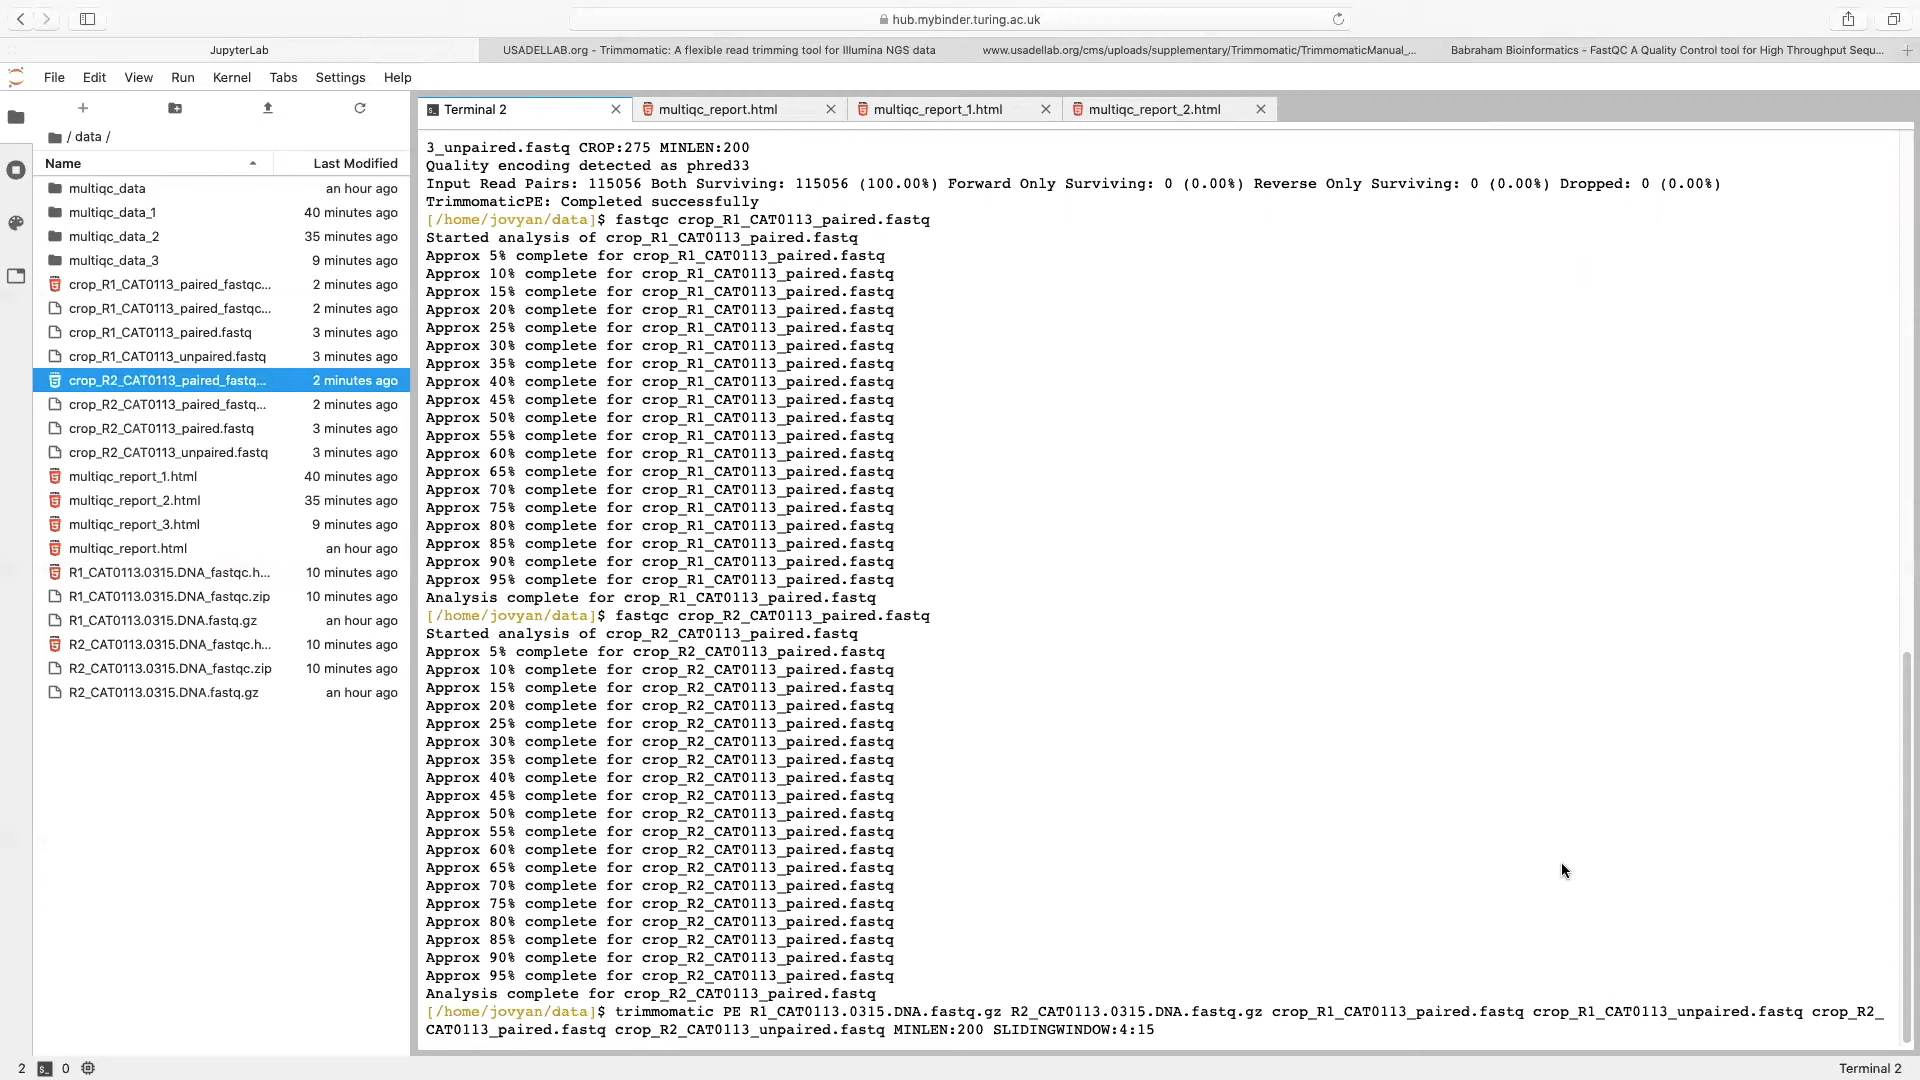 hub.mybinder.turing.ac.uk
JupyterLab
USADELLAB.org - Trimmomatic: A flexible read trimming tool for Illumina NGS data
www.usadellab.org/cms/uploads/supplementary/Trimmomatic/TrimmomaticManual_...
Babraham Bioinformatics - FastQC A Quality Control tool for High Throughput Sequ...
File Edit View Run Kernel Tabs Settings Help
/ data /
Name Last Modified
multiqc_data an hour ago
multiqc_data_1 40 minutes ago
multiqc_data_2 35 minutes ago
multiqc_data_3 9 minutes ago
crop_R1_CAT0113_paired_fastqc... 2 minutes ago
crop_R1_CAT0113_paired_fastqc... 2 minutes ago
crop_R1_CAT0113_paired.fastq 3 minutes ago
crop_R1_CAT0113_unpaired.fastq 3 minutes ago
crop_R2_CAT0113_paired_fastq... 2 minutes ago
crop_R2_CAT0113_paired_fastq... 2 minutes ago
crop_R2_CAT0113_paired.fastq 3 minutes ago
crop_R2_CAT0113_unpaired.fastq 3 minutes ago
multiqc_report_1.html 40 minutes ago
multiqc_report_2.html 35 minutes ago
multiqc_report_3.html 9 minutes ago
multiqc_report.html an hour ago
R1_CAT0113.0315.DNA_fastqc.h... 10 minutes ago
R1_CAT0113.0315.DNA_fastqc.zip 10 minutes ago
R1_CAT0113.0315.DNA.fastq.gz an hour ago
R2_CAT0113.0315.DNA_fastqc.h... 10 minutes ago
R2_CAT0113.0315.DNA_fastqc.zip 10 minutes ago
R2_CAT0113.0315.DNA.fastq.gz an hour ago
Terminal 2 multiqc_report.html multiqc_report_1.html multiqc_report_2.html
3_unpaired.fastq CROP:275 MINLEN:200
Quality encoding detected as phred33
Input Read Pairs: 115056 Both Surviving: 115056 (100.00%) Forward Only Surviving: 0 (0.00%) Reverse Only Surviving: 0 (0.00%) Dropped: 0 (0.00%)
TrimmomaticPE: Completed successfully
[/home/jovyan/data]$ fastqc crop_R1_CAT0113_paired.fastq
Started analysis of crop_R1_CAT0113_paired.fastq
Approx 5% complete for crop_R1_CAT0113_paired.fastq
Approx 10% complete for crop_R1_CAT0113_paired.fastq
Approx 15% complete for crop_R1_CAT0113_paired.fastq
Approx 20% complete for crop_R1_CAT0113_paired.fastq
Approx 25% complete for crop_R1_CAT0113_paired.fastq
Approx 30% complete for crop_R1_CAT0113_paired.fastq
Approx 35% complete for crop_R1_CAT0113_paired.fastq
Approx 40% complete for crop_R1_CAT0113_paired.fastq
Approx 45% complete for crop_R1_CAT0113_paired.fastq
Approx 50% complete for crop_R1_CAT0113_paired.fastq
Approx 55% complete for crop_R1_CAT0113_paired.fastq
Approx 60% complete for crop_R1_CAT0113_paired.fastq
Approx 65% complete for crop_R1_CAT0113_paired.fastq
Approx 70% complete for crop_R1_CAT0113_paired.fastq
Approx 75% complete for crop_R1_CAT0113_paired.fastq
Approx 80% complete for crop_R1_CAT0113_paired.fastq
Approx 85% complete for crop_R1_CAT0113_paired.fastq
Approx 90% complete for crop_R1_CAT0113_paired.fastq
Approx 95% complete for crop_R1_CAT0113_paired.fastq
Analysis complete for crop_R1_CAT0113_paired.fastq
[/home/jovyan/data]$ fastqc crop_R2_CAT0113_paired.fastq
Started analysis of crop_R2_CAT0113_paired.fastq
Approx 5% complete for crop_R2_CAT0113_paired.fastq
Approx 10% complete for crop_R2_CAT0113_paired.fastq
Approx 15% complete for crop_R2_CAT0113_paired.fastq
Approx 20% complete for crop_R2_CAT0113_paired.fastq
Approx 25% complete for crop_R2_CAT0113_paired.fastq
Approx 30% complete for crop_R2_CAT0113_paired.fastq
Approx 35% complete for crop_R2_CAT0113_paired.fastq
Approx 40% complete for crop_R2_CAT0113_paired.fastq
Approx 45% complete for crop_R2_CAT0113_paired.fastq
Approx 50% complete for crop_R2_CAT0113_paired.fastq
Approx 55% complete for crop_R2_CAT0113_paired.fastq
Approx 60% complete for crop_R2_CAT0113_paired.fastq
Approx 65% complete for crop_R2_CAT0113_paired.fastq
Approx 70% complete for crop_R2_CAT0113_paired.fastq
Approx 75% complete for crop_R2_CAT0113_paired.fastq
Approx 80% complete for crop_R2_CAT0113_paired.fastq
Approx 85% complete for crop_R2_CAT0113_paired.fastq
Approx 90% complete for crop_R2_CAT0113_paired.fastq
Approx 95% complete for crop_R2_CAT0113_paired.fastq
Analysis complete for crop_R2_CAT0113_paired.fastq
[/home/jovyan/data]$ trimmomatic PE R1_CAT0113.0315.DNA.fastq.gz R2_CAT0113.0315.DNA.fastq.gz crop_R1_CAT0113_paired.fastq crop_R1_CAT0113_unpaired.fastq crop_R2_
CAT0113_paired.fastq crop_R2_CAT0113_unpaired.fastq MINLEN:200 SLIDINGWINDOW:4:15
2 0 Terminal 2